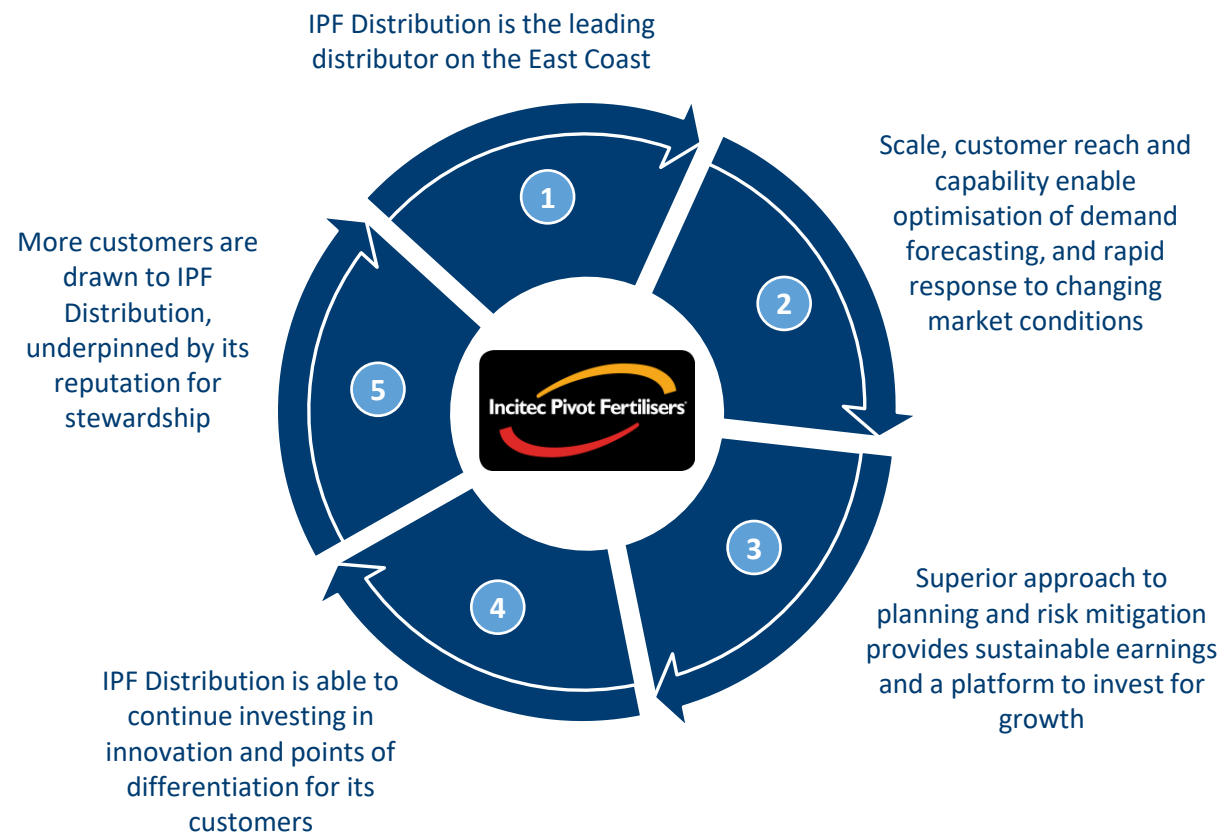 IPF Distribution is the leading
distributor on the East Coast
1
Scale, customer reach and
capability enable
optimisation of demand
forecasting, and rapid
response to changing
market conditions
2
Superior approach to
planning and risk mitigation
provides sustainable earnings
and a platform to invest for
growth
3
IPF Distribution is able to
continue investing in
innovation and points of
differentiation for its
customers
4
More customers are
drawn to IPF
Distribution,
underpinned by its
reputation for
stewardship
5
Incitec Pivot Fertilisers